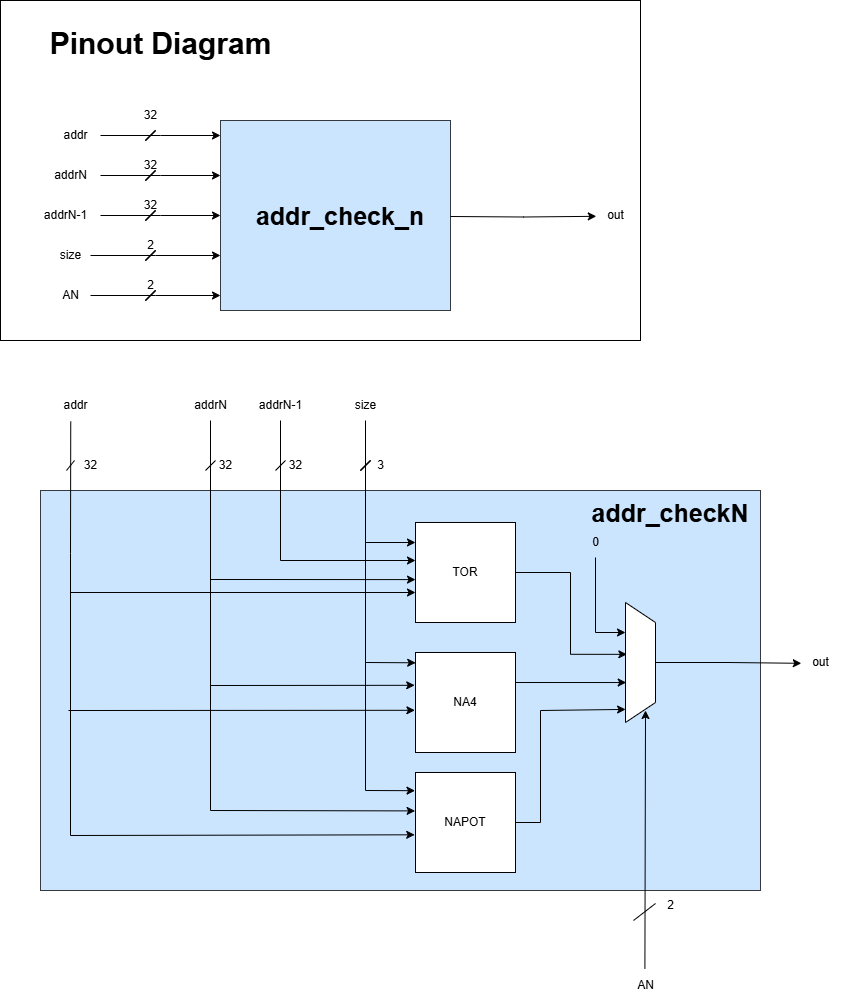 Pinout Diagram
32
addr
32
addrN
32
addrN-1
2
size
2
AN
addr_check_n
out
addr
addrN
addrN-1
size
32
32
32
3
addr_checkN
0
TOR
NA4
NAPOT
out
2
AN